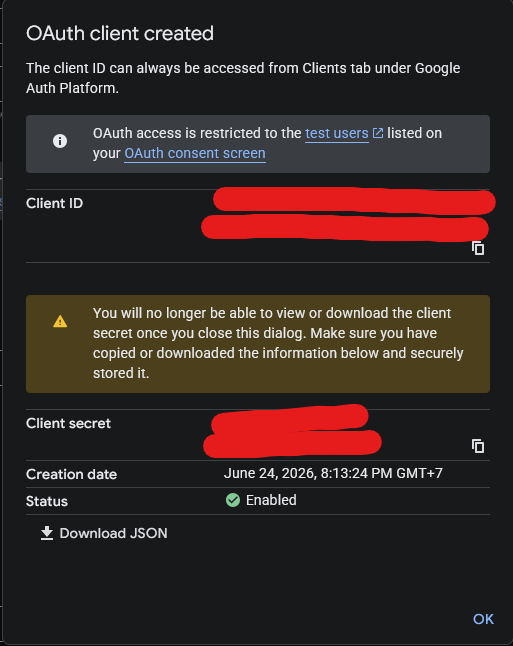 OAuth client created
The client ID can always be accessed from Clients tab under Google
Auth Platform.
OAuth access is restricted to the test users listed on
your OAuth consent screen
Client ID
You will no longer be able to view or download the client
secret once you close this dialog. Make sure you have
copied or downloaded the information below and securely
stored it.
Client secret
Creation date June 24, 2026, 8:13:24 PM GMT+7
Status Enabled
Download JSON
OK